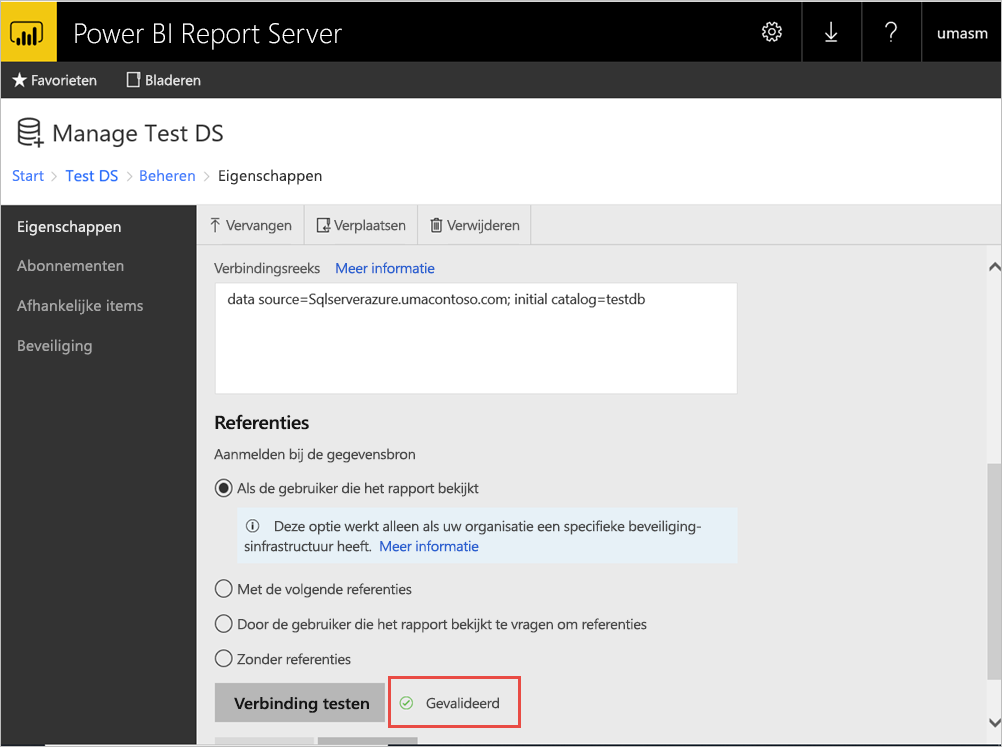 Power BI Report Server
?
umasm
Favorieten
Bladeren
Manage Test DS
Start > Test DS > Beheren > Eigenschappen
Eigenschappen
Abonnementen
Afhankelijke items
Beveiliging
Vervangen
Verplaatsen
Verwijderen
Verbindingsreeks Meer informatie
data source=Sqlserverazure.umacontoso.com; initial catalog=testdb
Referenties
Aanmelden bij de gegevensbron
Als de gebruiker die het rapport bekijkt
Deze optie werkt alleen als uw organisatie een specifieke beveiliging-
sinfrastructuur heeft. Meer informatie
Met de volgende referenties
Door de gebruiker die het rapport bekijkt te vragen om referenties
Zonder referenties
Verbinding testen
Gevalideerd